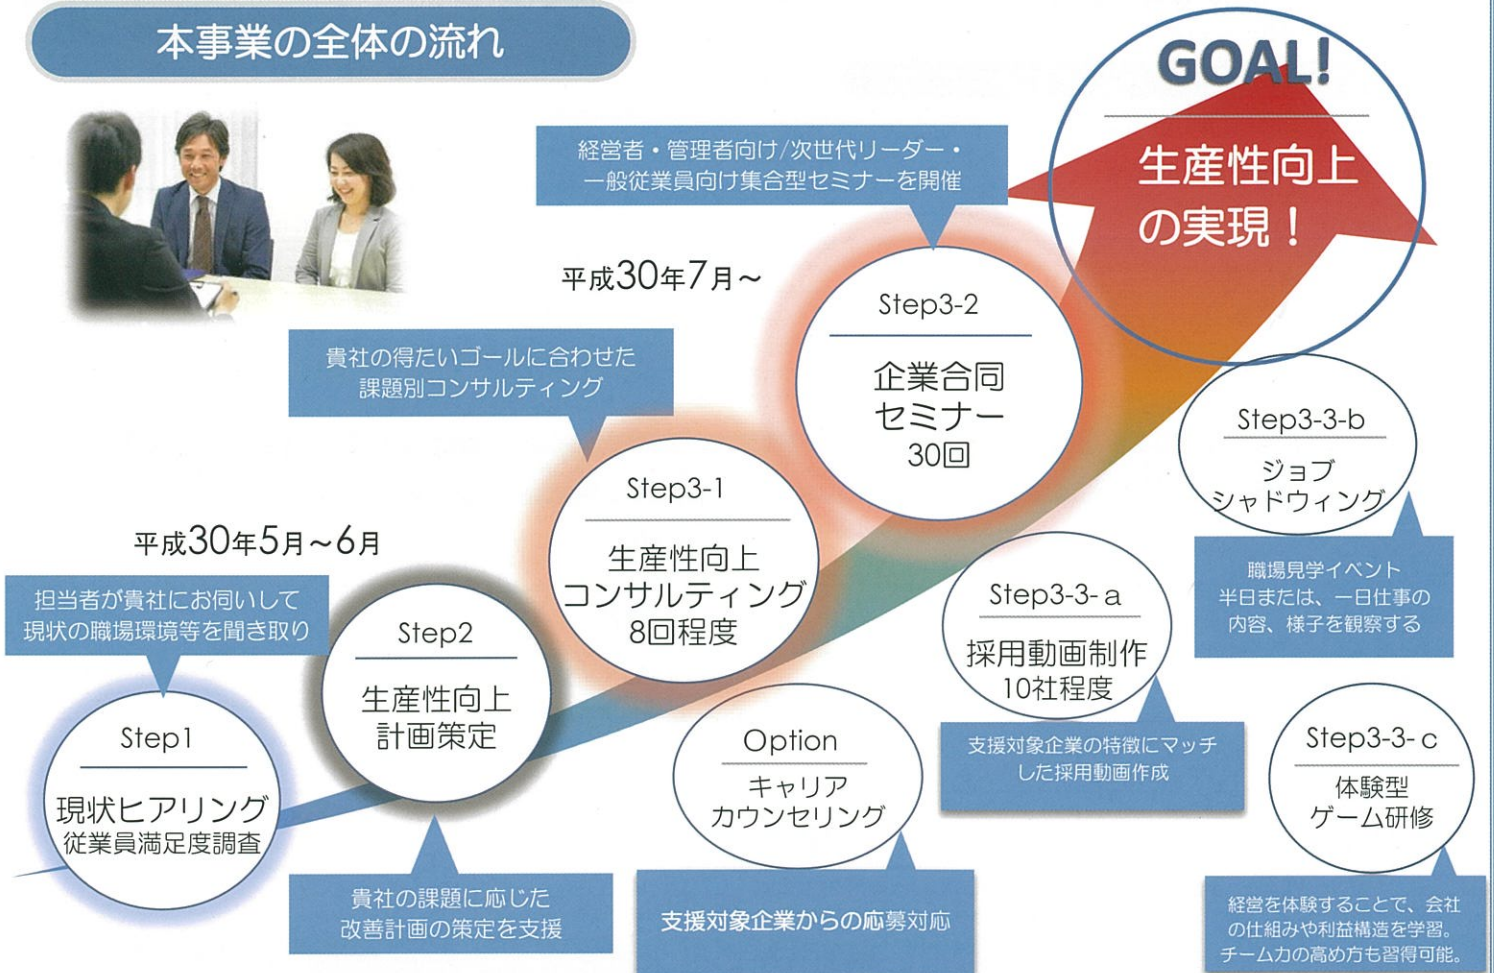 本事業の全体の流れ
GOAL!
生産性向上
の実現！
経営者・管理者向け/次世代リーダー・
一般従業員向け集合型セミナーを開催
平成30年7月～
Step3-2
企業合同
セミナー
30回
貴社の得たいゴールに合わせた
課題別コンサルティング
Step3-1
生産性向上
コンサルティング
8回程度
平成30年5月～6月
担当者が貴社にお伺いして
現状の職場環境等を聞き取り
Step1
現状ヒアリング
従業員満足度調査
Step2
生産性向上
計画策定
貴社の課題に応じた
改善計画の策定を支援
Option
キャリア
カウンセリング
支援対象企業からの応募対応
Step3-3-a
採用動画制作
10社程度
支援対象企業の特徴にマッチ
した採用動画作成
Step3-3-b
ジョブ
シャドウィング
職場見学イベント
半日または、一日仕事の
内容、様子を観察する
Step3-3-c
体験型
ゲーム研修
経営を体験することで、会社
の仕組みや利益構造を学習。
チーム力の高め方も習得可能。